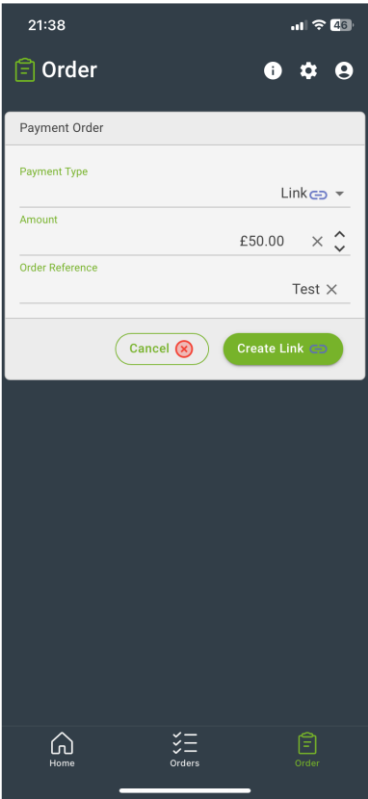 21:38
46
Order
Payment Order
Payment Type
Link
Amount
£50.00
Order Reference
Test
Cancel
Create Link
Home
Orders
Order